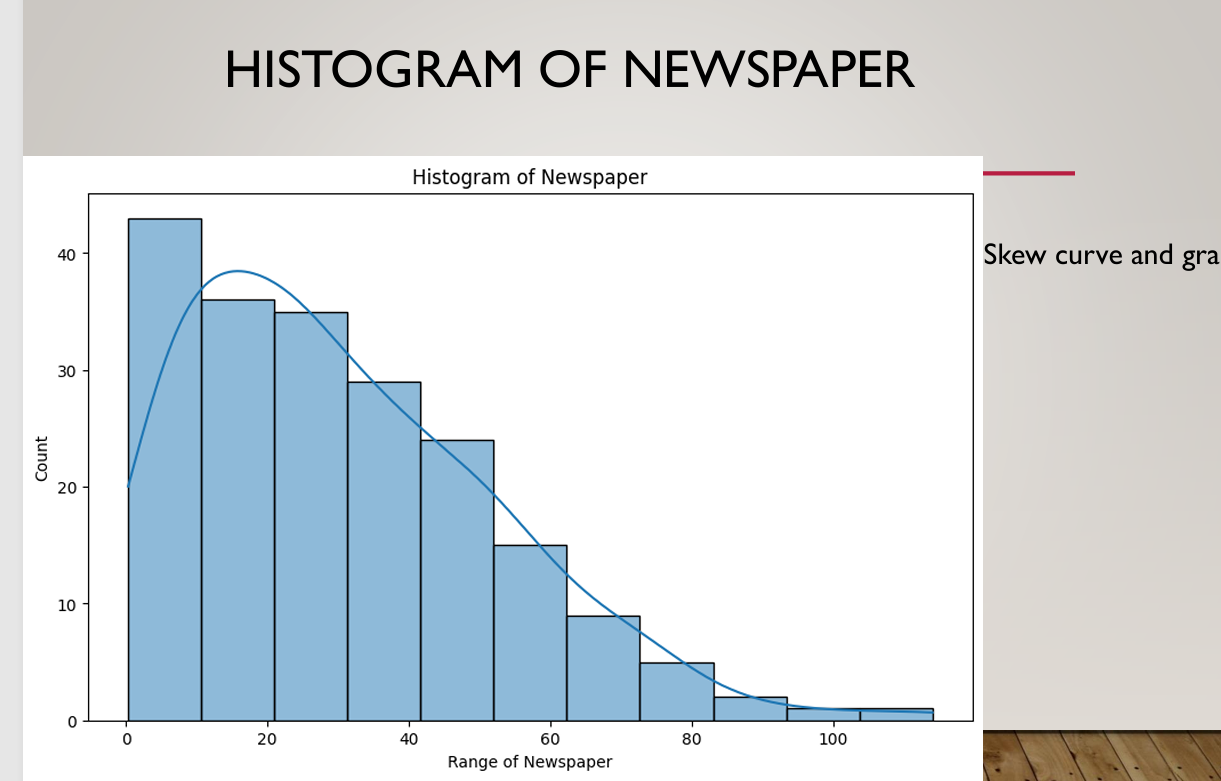 HISTOGRAM OF NEWSPAPER
Histogram of Newspaper
Skew curve and gra
40
30
20
10
0
Count
0 20 40 60 80 100
Range of Newspaper